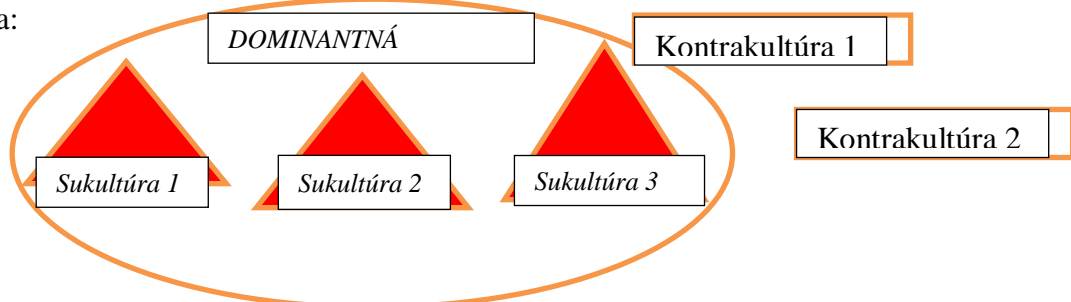 a:
DOMINANTNÁ
Kontrakultúra 1
Kontrakultúra 2
Sukultúra 1
Sukultúra 2
Sukultúra 3